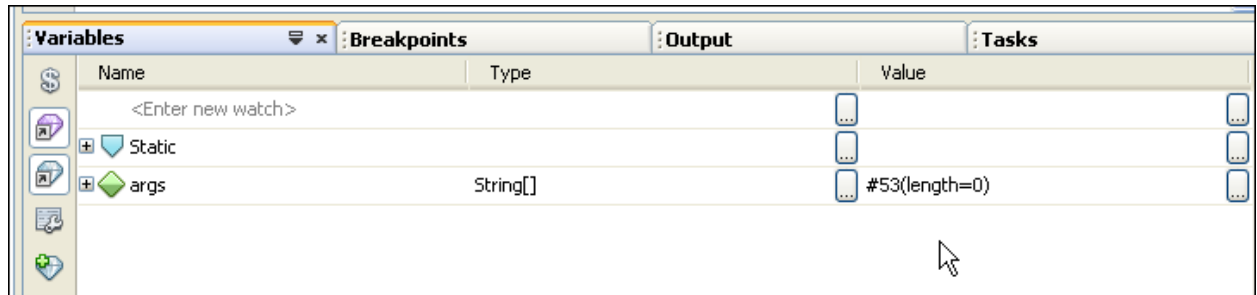 Variables Breakpoints Output Tasks
Name Type Value
<Enter new watch> ... ...
Static ... ...
args String[] ... #53(length=0) ...